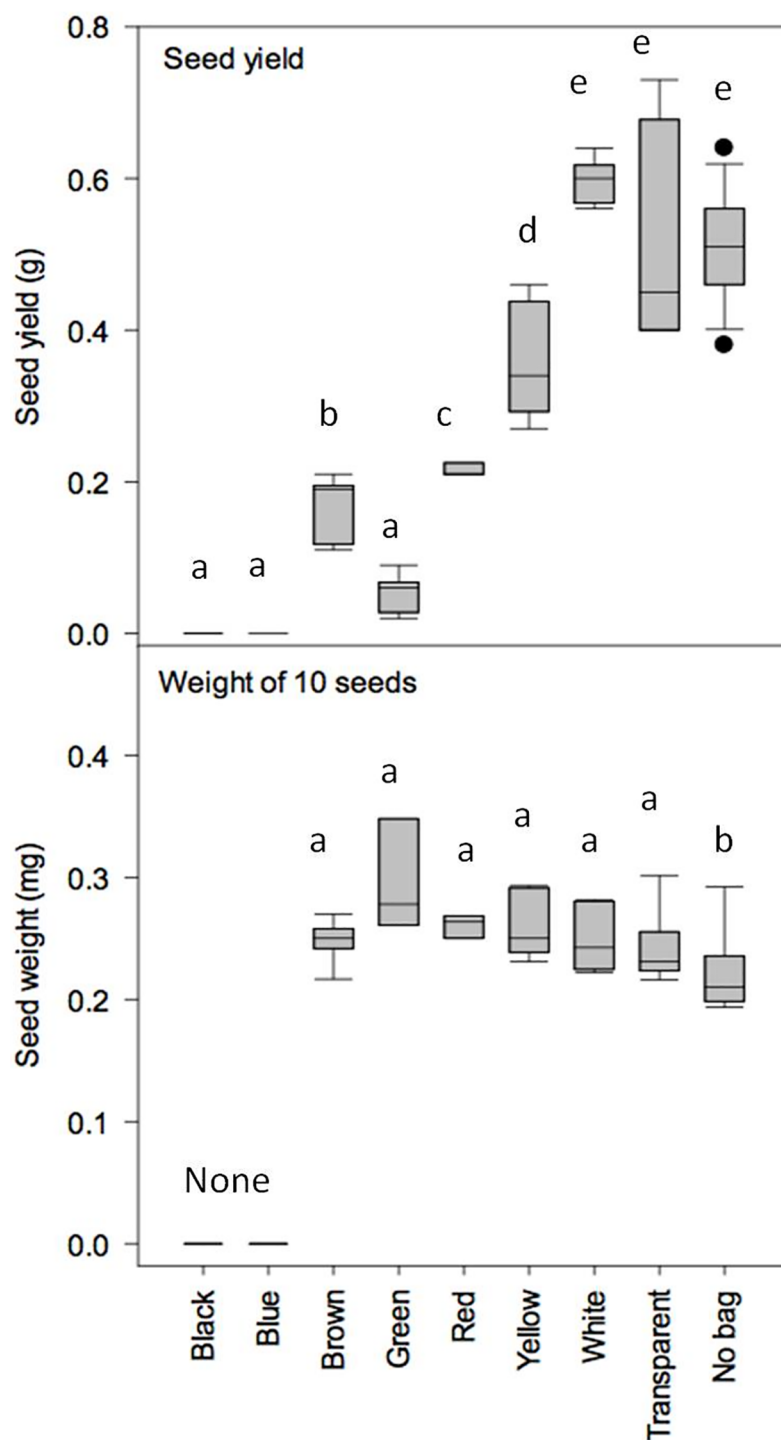 Seed yield
Seed yield (g)
0.8
0.6
0.4
0.2
0.0
a
a
b
a
c
d
e
e
e
Weight of 10 seeds
Seed weight (mg)
0.4
0.3
0.2
0.1
0.0
None
a
a
a
a
a
a
b
Black
Blue
Brown
Green
Red
Yellow
White
Transparent
No bag